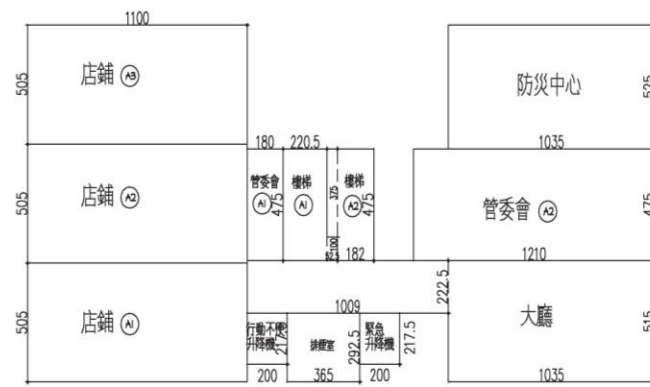 1100
店鋪 A3
505
防災中心
525
1035
180
220.5
管委會
A1
475
樓梯
A1
375
樓梯
A2
475
店鋪 A2
505
管委會 A2
475
52.5
100
182
1210
222.5
1009
店鋪 A1
505
行動不便
升降機
217.5
排煙室
292.5
緊急
升降機
217.5
大廳
515
200
365
200
1035